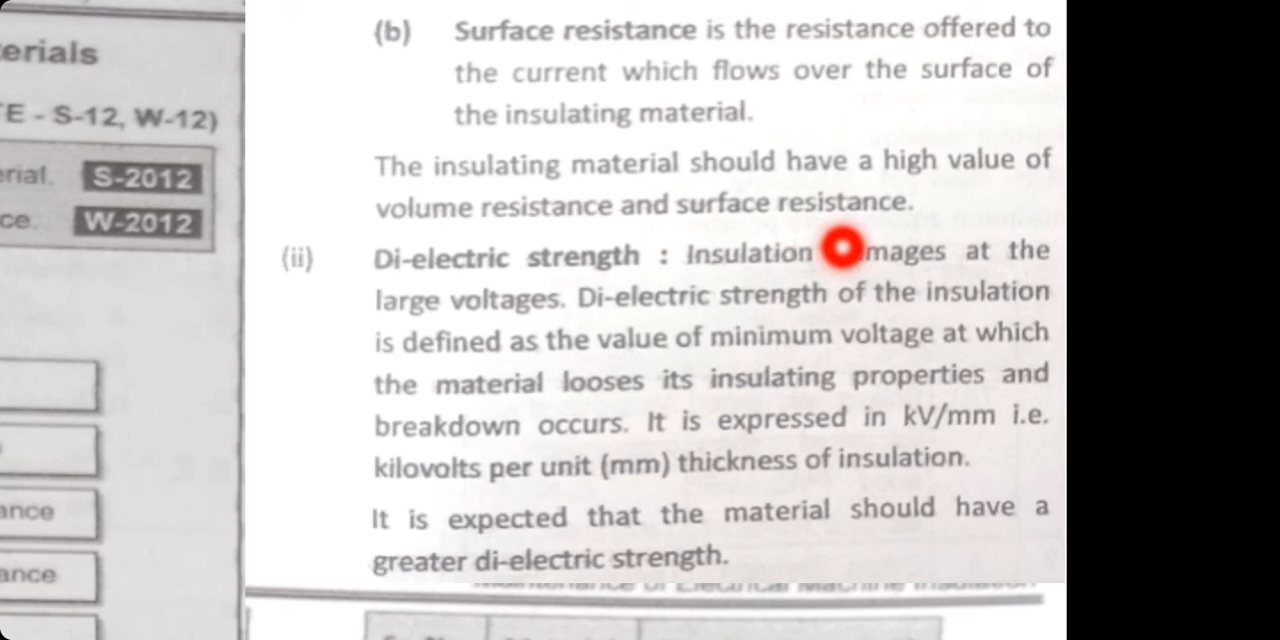 erials
E - S-12, W-12)
rial. S-2012
ce. W-2012
ance
ance
(b) Surface resistance is the resistance offered to
the current which flows over the surface of
the insulating material.
The insulating material should have a high value of
volume resistance and surface resistance.
(ii) Di-electric strength : Insulation mages at the
large voltages. Di-electric strength of the insulation
is defined as the value of minimum voltage at which
the material looses its insulating properties and
breakdown occurs. It is expressed in kV/mm i.e.
kilovolts per unit (mm) thickness of insulation.
It is expected that the material should have a
greater di-electric strength.